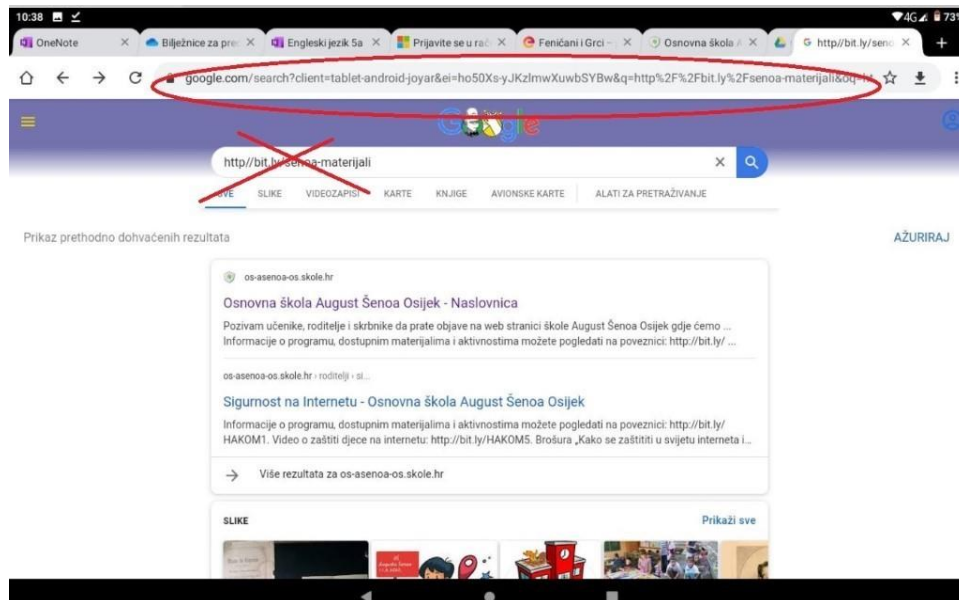 10:38
4G 73%
OneNote
Bilježnice za pre
Engleski jezik 5a
Prijavite se u rač
Feničani i Grci -
Osnovna škola A
http//bit.ly/seno
google.com/search?client=tablet-android-joyar&ei=ho50Xs-yJKzlmwXuwbSYBw&q=http%2F%2Fbit.ly%2Fsenoa-materijali&oq=
Google
http//bit.ly/senoa-materijali
SVE SLIKE VIDEOZAPISI KARTE KNJIGE AVIONSKE KARTE ALATI ZA PRETRAŽIVANJE
Prikaz prethodno dohvaćenih rezultata
AŽURIRAJ
os-asenoa-os.skole.hr
Osnovna škola August Šenoa Osijek - Naslovnica
Pozivam učenike, roditelje i skrbnike da prate objave na web stranici škole August Šenoa Osijek gdje ćemo ...
Informacije o programu, dostupnim materijalima i aktivnostima možete pogledati na poveznici: http://bit.ly/ ...
os-asenoa-os.skole.hr › roditelji › si...
Sigurnost na Internetu - Osnovna škola August Šenoa Osijek
Informacije o programu, dostupnim materijalima i aktivnostima možete pogledati na poveznici: http://bit.ly/
HAKOM1. Video o zaštiti djece na internetu: http://bit.ly/HAKOM5. Brošura „Kako se zaštititi u svijetu interneta i...
Više rezultata za os-asenoa-os.skole.hr
SLIKE
Prikaži sve